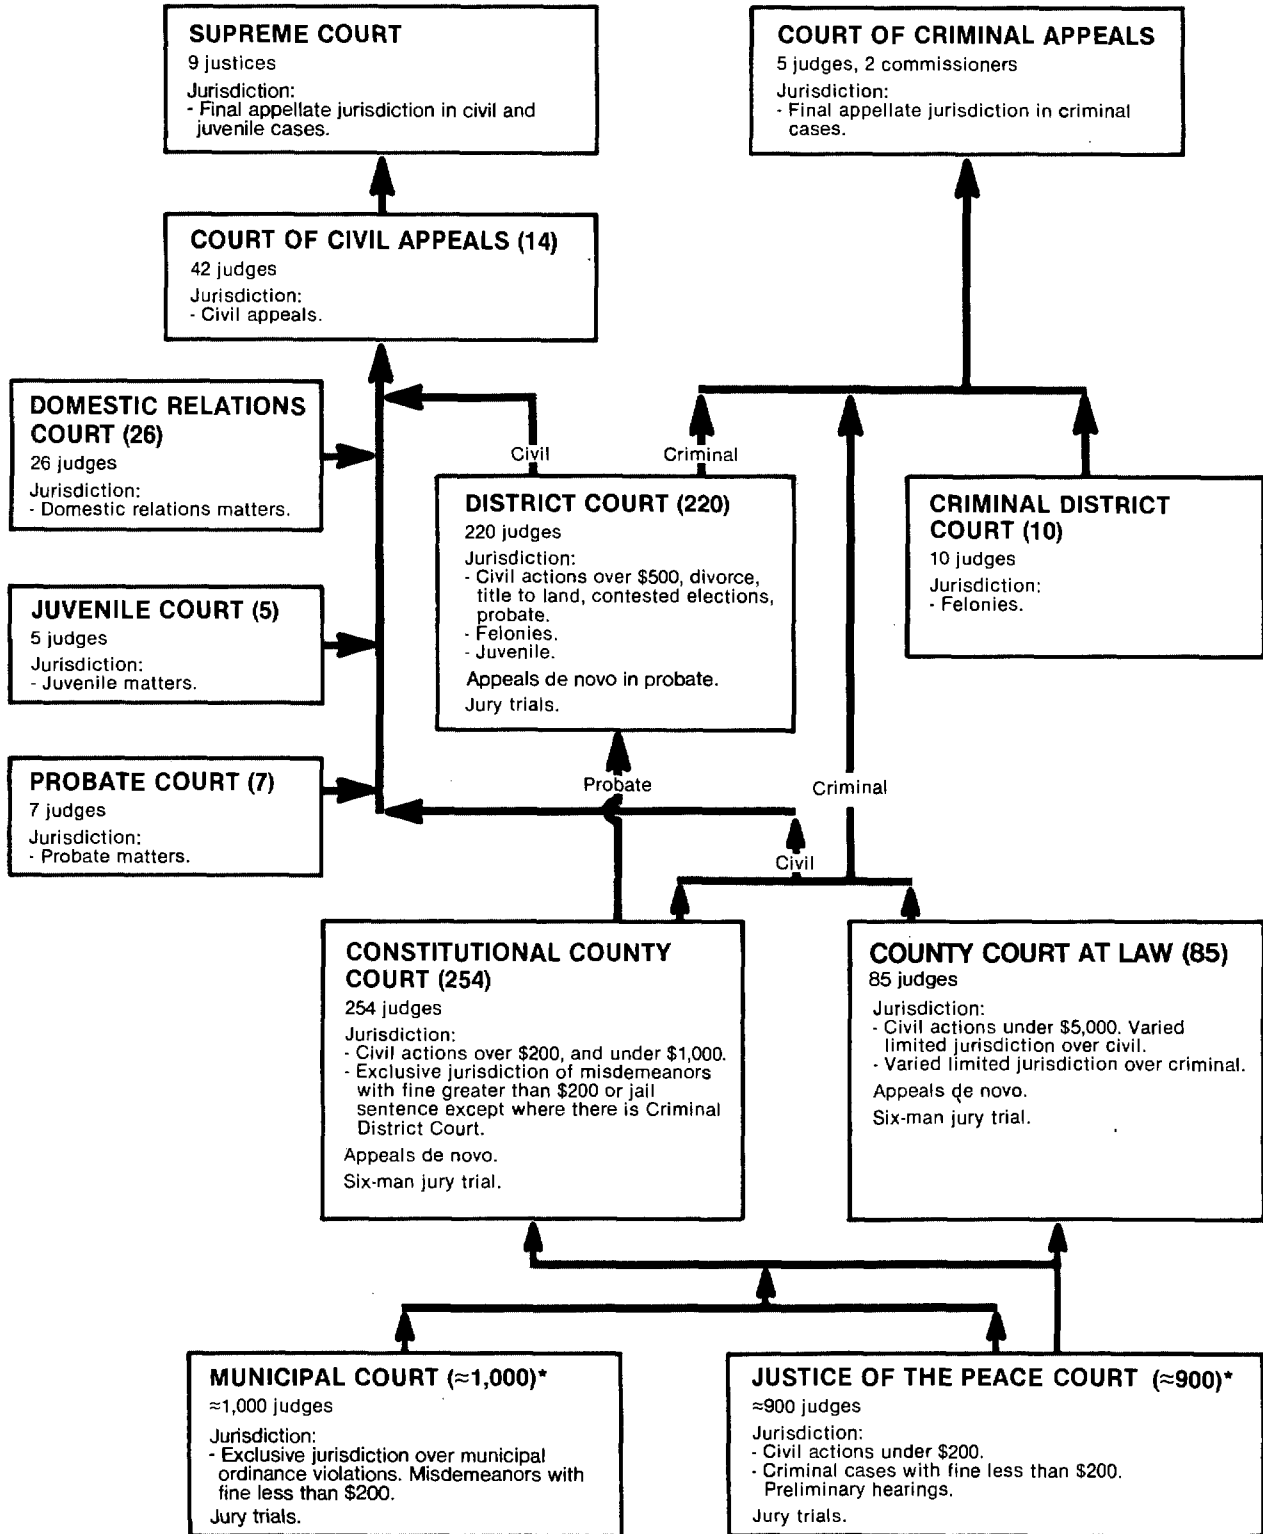 SUPREME COURT
9 justices
Jurisdiction:
- Final appellate jurisdiction in civil and
juvenile cases.
COURT OF CRIMINAL APPEALS
5 judges, 2 commissioners
Jurisdiction:
- Final appellate jurisdiction in criminal
cases.
COURT OF CIVIL APPEALS (14)
42 judges
Jurisdiction:
- Civil appeals.
DOMESTIC RELATIONS
COURT (26)
26 judges
Jurisdiction:
- Domestic relations matters.
Civil
Criminal
DISTRICT COURT (220)
220 judges
Jurisdiction:
- Civil actions over $500, divorce,
title to land, contested elections,
probate.
- Felonies.
- Juvenile.
Appeals de novo in probate.
Jury trials.
CRIMINAL DISTRICT
COURT (10)
10 judges
Jurisdiction:
- Felonies.
JUVENILE COURT (5)
5 judges
Jurisdiction:
- Juvenile matters.
PROBATE COURT (7)
7 judges
Jurisdiction:
- Probate matters.
Probate
Criminal
Civil
CONSTITUTIONAL COUNTY
COURT (254)
254 judges
Jurisdiction:
- Civil actions over $200, and under $1,000.
- Exclusive jurisdiction of misdemeanors
with fine greater than $200 or jail
sentence except where there is Criminal
District Court.
Appeals de novo.
Six-man jury trial.
COUNTY COURT AT LAW (85)
85 judges
Jurisdiction:
- Civil actions under $5,000. Varied
limited jurisdiction over civil.
- Varied limited jurisdiction over criminal.
Appeals de novo.
Six-man jury trial.
MUNICIPAL COURT (≈1,000)*
≈1,000 judges
Jurisdiction:
- Exclusive jurisdiction over municipal
ordinance violations. Misdemeanors with
fine less than $200.
Jury trials.
JUSTICE OF THE PEACE COURT (≈900)*
≈900 judges
Jurisdiction:
- Civil actions under $200.
- Criminal cases with fine less than $200.
Preliminary hearings.
Jury trials.